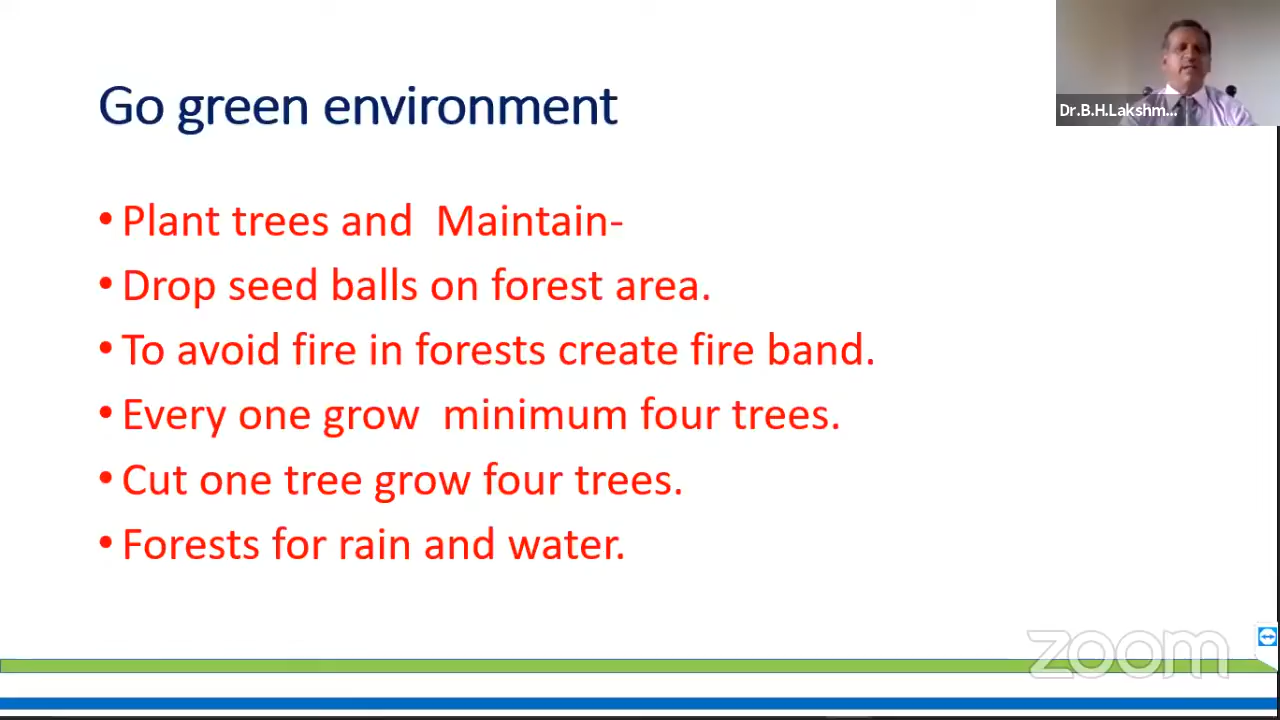 Go green environment
Dr.B.H.Lakshm...
• Plant trees and  Maintain-
• Drop seed balls on forest area.
• To avoid fire in forests create fire band.
• Every one grow  minimum four trees.
• Cut one tree grow four trees.
• Forests for rain and water.
zoom